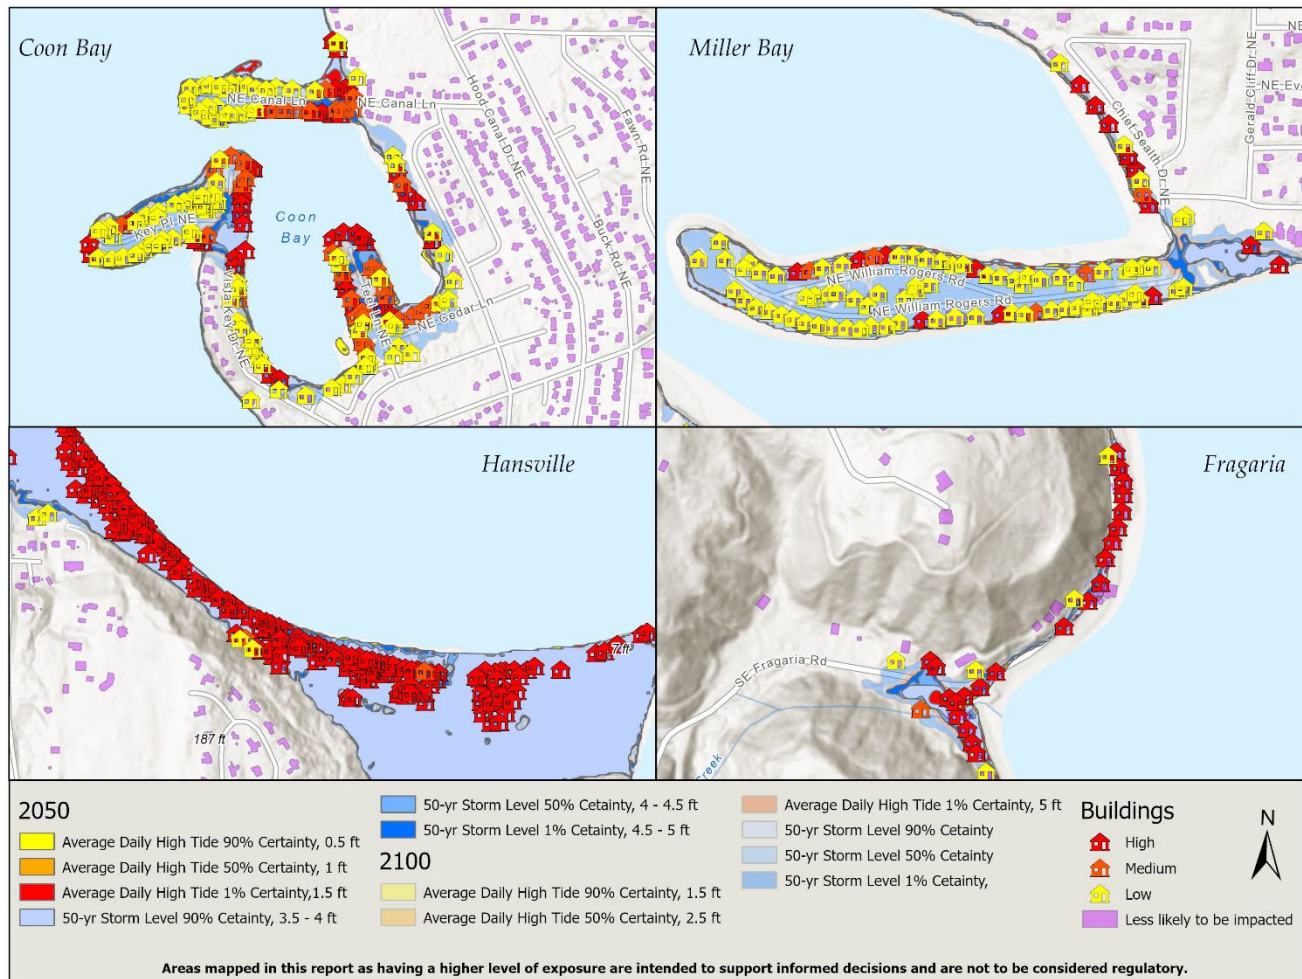 Coon Bay
NE Canal Ln
NE Canal Ln
Hood Canal Dr NE
Fawn Rd NE
Buck Rd NE
Key Pl NE
Coon
Bay
Vista Key Dr NE
NE Cedar Ln
Miller Bay
Chief Sealth Dr NE
Gerald Cliff Dr NE
NE
NE Ev
NE William Rogers Rd
NE William Rogers Rd
Hansville
7 ft
187 ft
Fragaria
SE Fragaria Rd
Creek
2050
Average Daily High Tide 90% Certainty, 0.5 ft
Average Daily High Tide 50% Certainty, 1 ft
Average Daily High Tide 1% Certainty,1.5 ft
50-yr Storm Level 90% Cetainty, 3.5 - 4 ft
50-yr Storm Level 50% Cetainty, 4 - 4.5 ft
50-yr Storm Level 1% Cetainty, 4.5 - 5 ft
2100
Average Daily High Tide 90% Certainty, 1.5 ft
Average Daily High Tide 50% Certainty, 2.5 ft
Average Daily High Tide 1% Certainty, 5 ft
50-yr Storm Level 90% Cetainty
50-yr Storm Level 50% Cetainty
50-yr Storm Level 1% Cetainty,
Buildings
High
Medium
Low
Less likely to be impacted
N
Areas mapped in this report as having a higher level of exposure are intended to support informed decisions and are not to be considered regulatory.